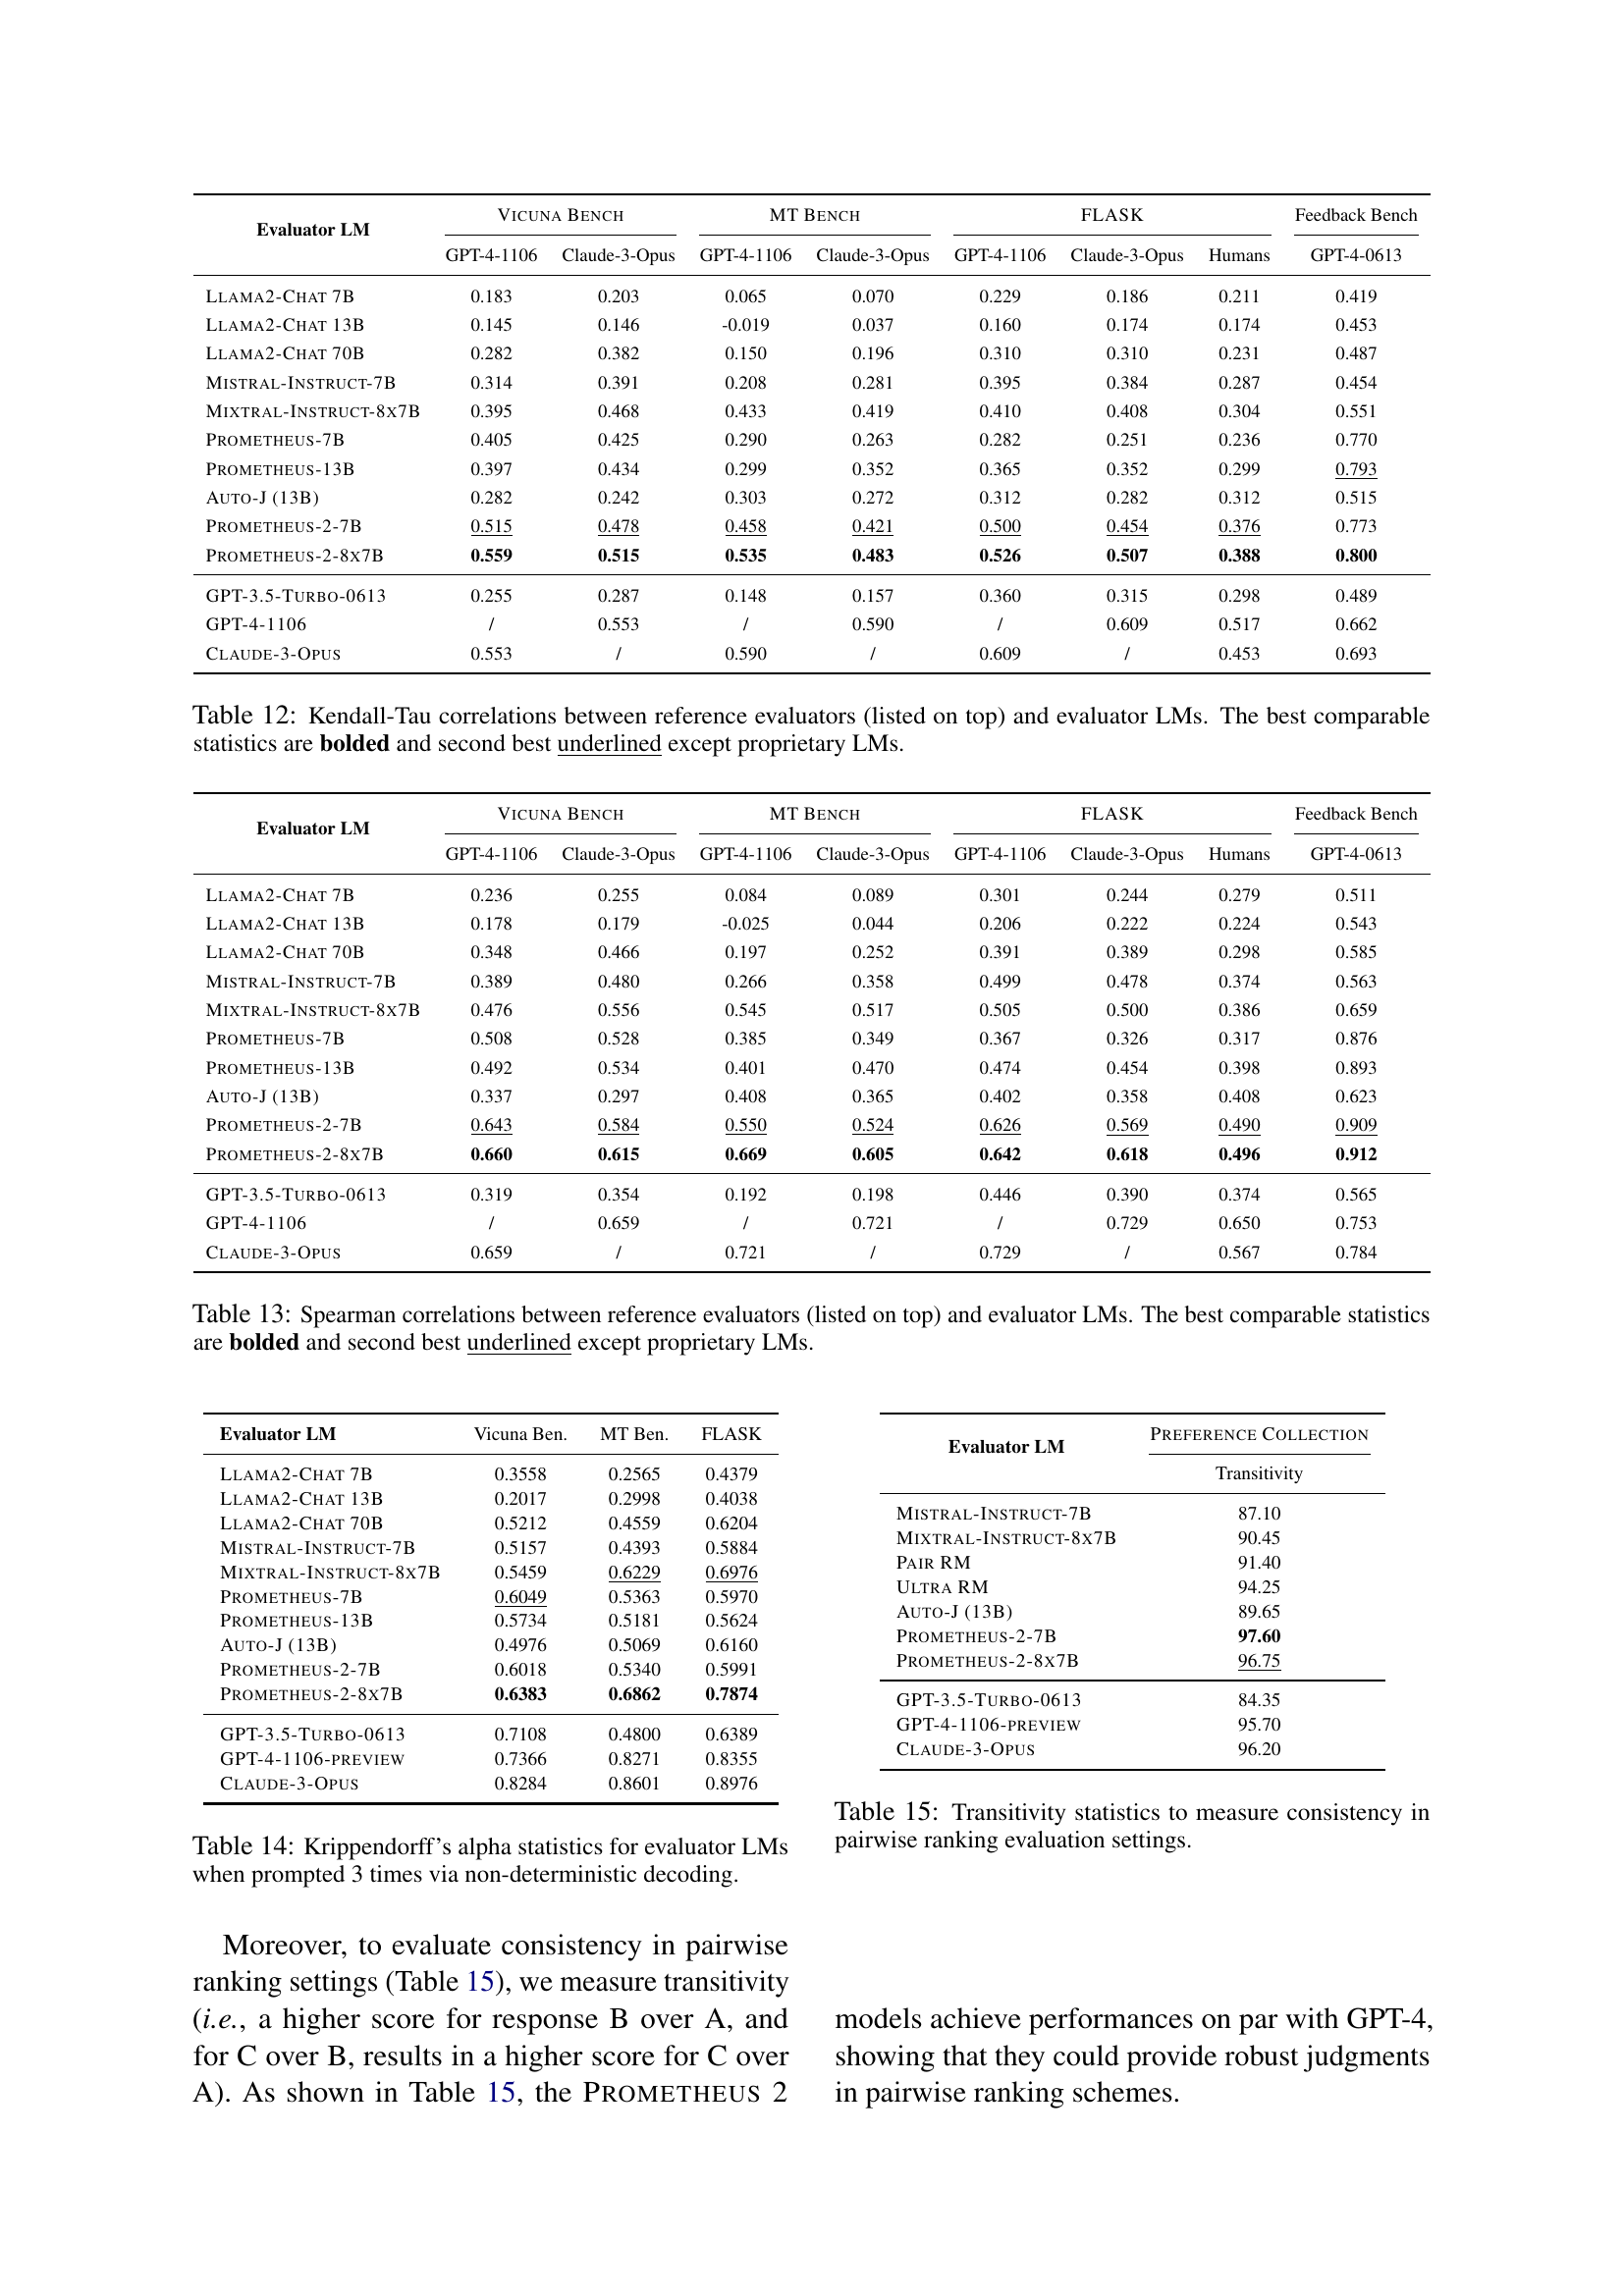 Evaluator LM VICUNA BENCH MT BENCH FLASK Feedback Bench
GPT-4-1106 Claude-3-Opus GPT-4-1106 Claude-3-Opus GPT-4-1106 Claude-3-Opus Humans GPT-4-0613
LLAMA2-CHAT 7B 0.183 0.203 0.065 0.070 0.229 0.186 0.211 0.419
LLAMA2-CHAT 13B 0.145 0.146 -0.019 0.037 0.160 0.174 0.174 0.453
LLAMA2-CHAT 70B 0.282 0.382 0.150 0.196 0.310 0.310 0.231 0.487
MISTRAL-INSTRUCT-7B 0.314 0.391 0.208 0.281 0.395 0.384 0.287 0.454
MIXTRAL-INSTRUCT-8X7B 0.395 0.468 0.433 0.419 0.410 0.408 0.304 0.551
PROMETHEUS-7B 0.405 0.425 0.290 0.263 0.282 0.251 0.236 0.770
PROMETHEUS-13B 0.397 0.434 0.299 0.352 0.365 0.352 0.299 0.793
AUTO-J (13B) 0.282 0.242 0.303 0.272 0.312 0.282 0.312 0.515
PROMETHEUS-2-7B 0.515 0.478 0.458 0.421 0.500 0.454 0.376 0.773
PROMETHEUS-2-8X7B 0.559 0.515 0.535 0.483 0.526 0.507 0.388 0.800
GPT-3.5-TURBO-0613 0.255 0.287 0.148 0.157 0.360 0.315 0.298 0.489
GPT-4-1106 / 0.553 / 0.590 / 0.609 0.517 0.662
CLAUDE-3-OPUS 0.553 / 0.590 / 0.609 / 0.453 0.693
Table 12: Kendall-Tau correlations between reference evaluators (listed on top) and evaluator LMs. The best comparable
statistics are bolded and second best underlined except proprietary LMs.
Evaluator LM VICUNA BENCH MT BENCH FLASK Feedback Bench
GPT-4-1106 Claude-3-Opus GPT-4-1106 Claude-3-Opus GPT-4-1106 Claude-3-Opus Humans GPT-4-0613
LLAMA2-CHAT 7B 0.236 0.255 0.084 0.089 0.301 0.244 0.279 0.511
LLAMA2-CHAT 13B 0.178 0.179 -0.025 0.044 0.206 0.222 0.224 0.543
LLAMA2-CHAT 70B 0.348 0.466 0.197 0.252 0.391 0.389 0.298 0.585
MISTRAL-INSTRUCT-7B 0.389 0.480 0.266 0.358 0.499 0.478 0.374 0.563
MIXTRAL-INSTRUCT-8X7B 0.476 0.556 0.545 0.517 0.505 0.500 0.386 0.659
PROMETHEUS-7B 0.508 0.528 0.385 0.349 0.367 0.326 0.317 0.876
PROMETHEUS-13B 0.492 0.534 0.401 0.470 0.474 0.454 0.398 0.893
AUTO-J (13B) 0.337 0.297 0.408 0.365 0.402 0.358 0.408 0.623
PROMETHEUS-2-7B 0.643 0.584 0.550 0.524 0.626 0.569 0.490 0.909
PROMETHEUS-2-8X7B 0.660 0.615 0.669 0.605 0.642 0.618 0.496 0.912
GPT-3.5-TURBO-0613 0.319 0.354 0.192 0.198 0.446 0.390 0.374 0.565
GPT-4-1106 / 0.659 / 0.721 / 0.729 0.650 0.753
CLAUDE-3-OPUS 0.659 / 0.721 / 0.729 / 0.567 0.784
Table 13: Spearman correlations between reference evaluators (listed on top) and evaluator LMs. The best comparable statistics
are bolded and second best underlined except proprietary LMs.
Evaluator LM Vicuna Ben. MT Ben. FLASK
LLAMA2-CHAT 7B 0.3558 0.2565 0.4379
LLAMA2-CHAT 13B 0.2017 0.2998 0.4038
LLAMA2-CHAT 70B 0.5212 0.4559 0.6204
MISTRAL-INSTRUCT-7B 0.5157 0.4393 0.5884
MIXTRAL-INSTRUCT-8X7B 0.5459 0.6229 0.6976
PROMETHEUS-7B 0.6049 0.5363 0.5970
PROMETHEUS-13B 0.5734 0.5181 0.5624
AUTO-J (13B) 0.4976 0.5069 0.6160
PROMETHEUS-2-7B 0.6018 0.5340 0.5991
PROMETHEUS-2-8X7B 0.6383 0.6862 0.7874
GPT-3.5-TURBO-0613 0.7108 0.4800 0.6389
GPT-4-1106-PREVIEW 0.7366 0.8271 0.8355
CLAUDE-3-OPUS 0.8284 0.8601 0.8976
Table 14: Krippendorff's alpha statistics for evaluator LMs
when prompted 3 times via non-deterministic decoding.
Moreover, to evaluate consistency in pairwise
ranking settings (Table 15), we measure transitivity
(i.e., a higher score for response B over A, and
for C over B, results in a higher score for C over
A). As shown in Table 15, the PROMETHEUS 2
Evaluator LM PREFERENCE COLLECTION
Transitivity
MISTRAL-INSTRUCT-7B 87.10
MIXTRAL-INSTRUCT-8X7B 90.45
PAIR RM 91.40
ULTRA RM 94.25
AUTO-J (13B) 89.65
PROMETHEUS-2-7B 97.60
PROMETHEUS-2-8X7B 96.75
GPT-3.5-TURBO-0613 84.35
GPT-4-1106-PREVIEW 95.70
CLAUDE-3-OPUS 96.20
Table 15: Transitivity statistics to measure consistency in
pairwise ranking evaluation settings.
models achieve performances on par with GPT-4,
showing that they could provide robust judgments
in pairwise ranking schemes.